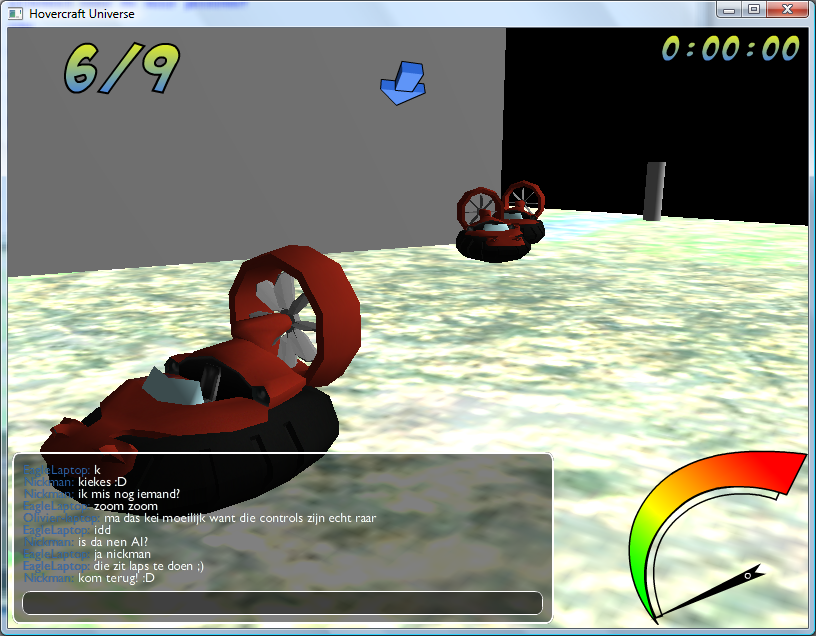 Hovercraft Universe
6/9
0:00:00
EagleLaptop: k
Nickman: kiekes :D
Nickman: ik mis nog iemand?
EagleLaptop: zoom zoom
ma das kei moeilijk want die controls zijn echt raar
EagleLaptop: idd
Nickman: is da nen AI?
EagleLaptop: ja nickman
EagleLaptop: die zit laps te doen ;)
Nickman: kom terug! :D